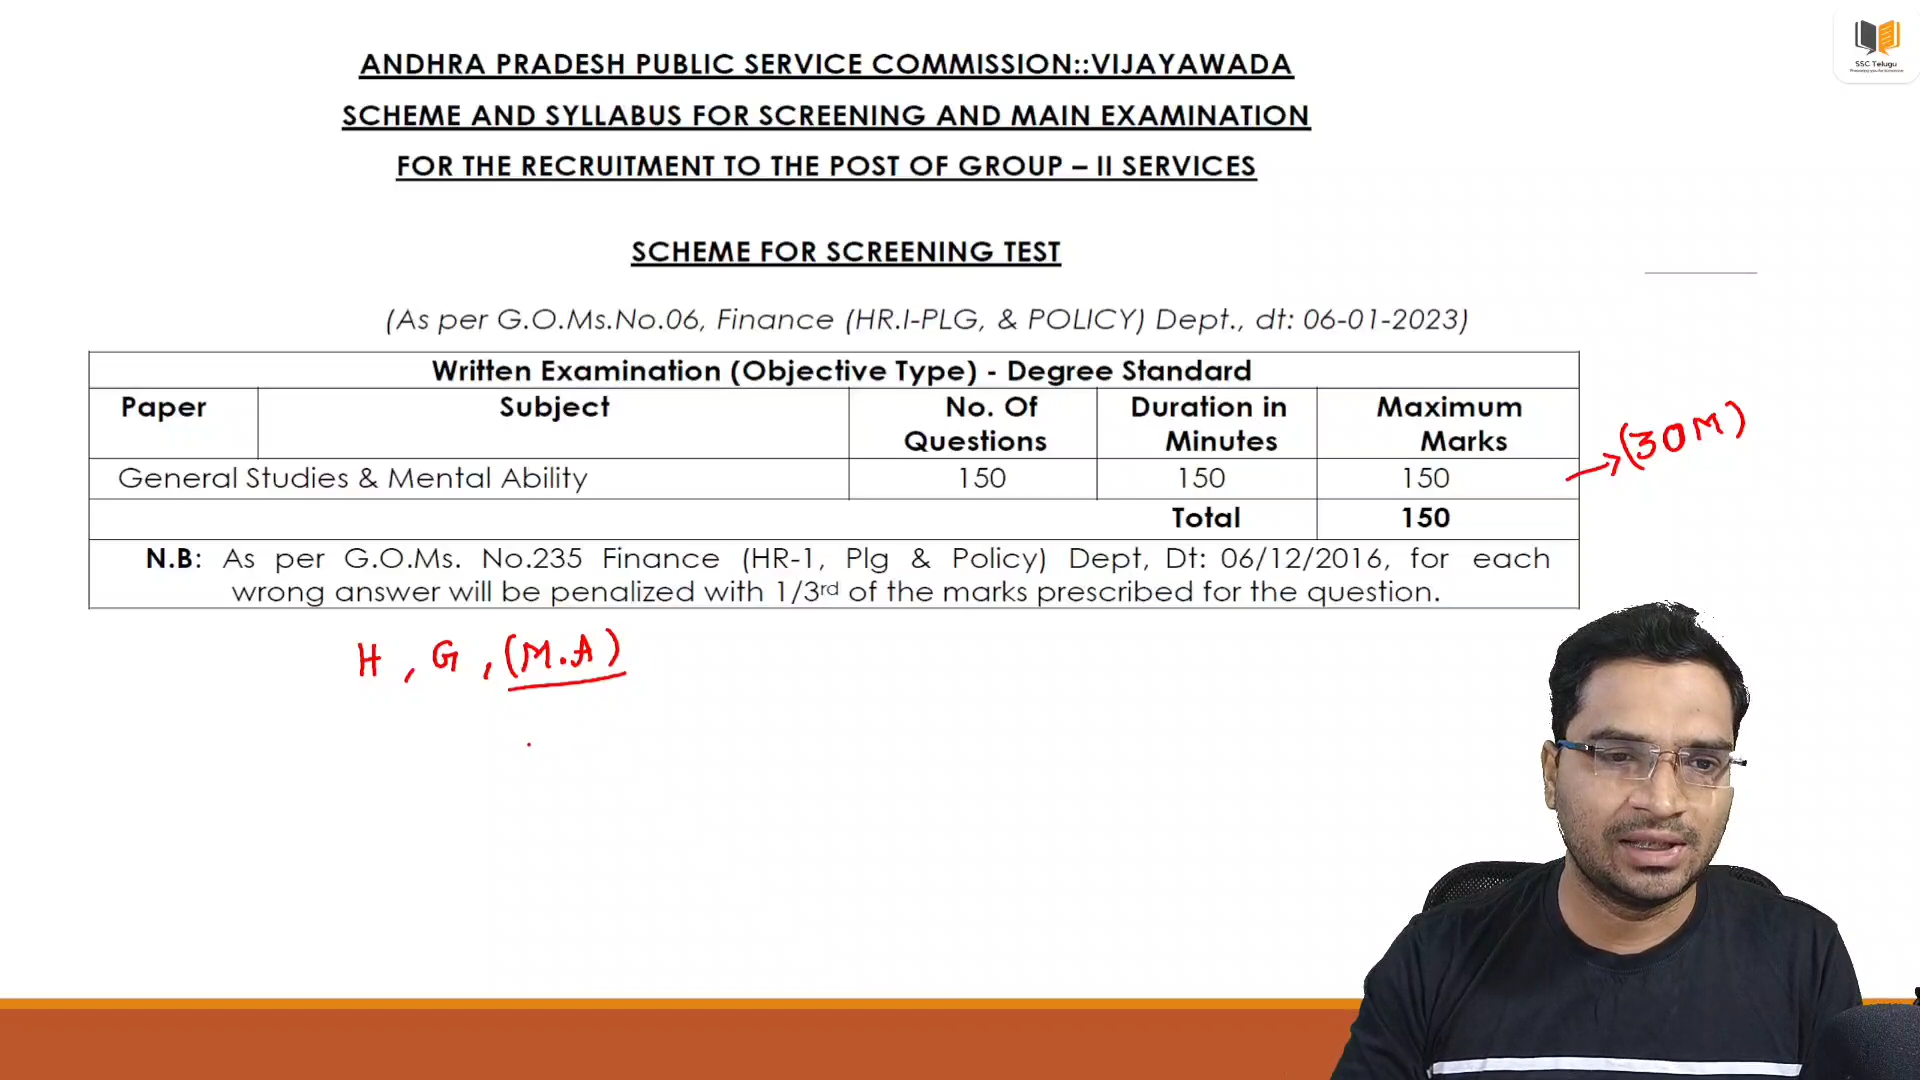 SSC Telugu
ANDHRA PRADESH PUBLIC SERVICE COMMISSION::VIJAYAWADA
SCHEME AND SYLLABUS FOR SCREENING AND MAIN EXAMINATION
FOR THE RECRUITMENT TO THE POST OF GROUP – II SERVICES
SCHEME FOR SCREENING TEST
(As per G.O.Ms.No.06, Finance (HR.I-PLG, & POLICY) Dept., dt: 06-01-2023)
Written Examination (Objective Type) - Degree Standard
Paper Subject No. Of Questions Duration in Minutes Maximum Marks
General Studies & Mental Ability 150 150 150
(30M)
Total 150
N.B: As per G.O.Ms. No.235 Finance (HR-1, Plg & Policy) Dept, Dt: 06/12/2016, for each
wrong answer will be penalized with 1/3rd of the marks prescribed for the question.
H , G , (M.A)